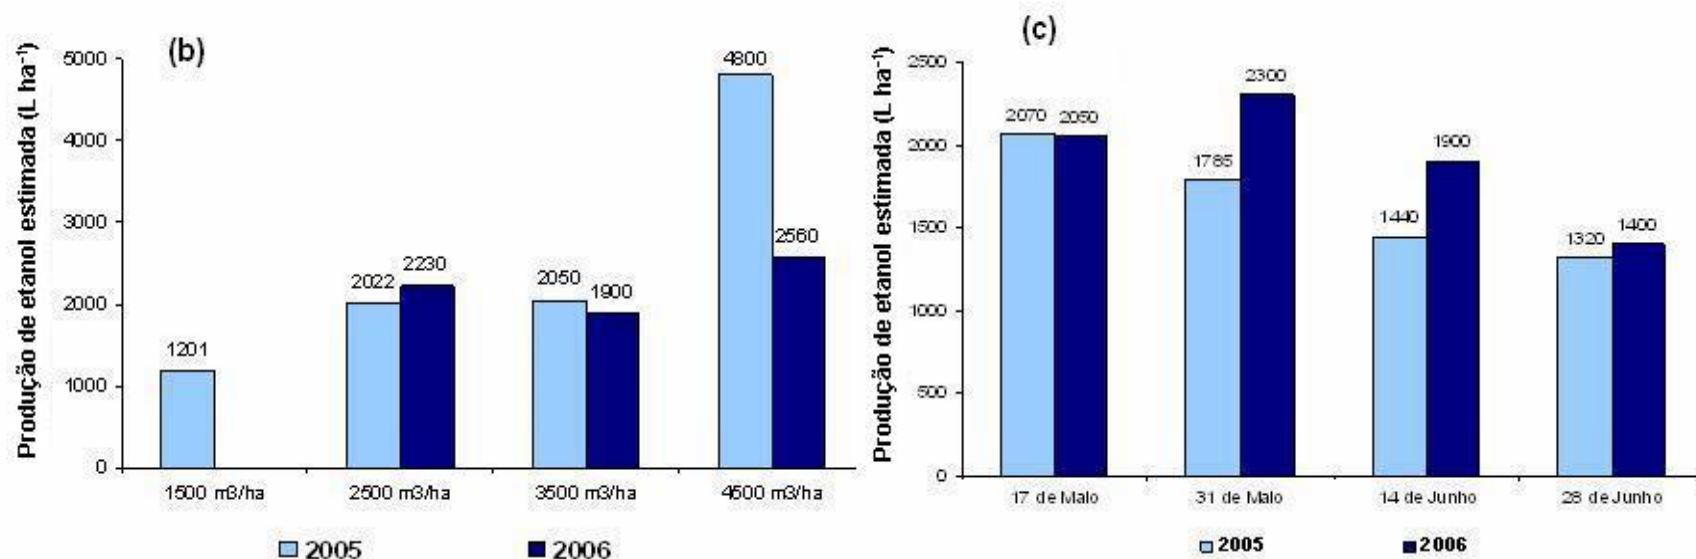 (b)
Produção de etanol estimada (L ha⁻¹)
5000
4000
3000
2000
1000
0
1201
2022
2230
2050
1900
4800
2560
1500 m3/ha
2500 m3/ha
3500 m3/ha
4500 m3/ha
2005
2006
(c)
Produção de etanol estimada (L ha⁻¹)
2500
2000
1500
1000
500
0
2070
2050
1785
2300
1440
1900
1320
1400
17 de Maio
31 de Maio
14 de Junho
28 de Junho
2005
2006